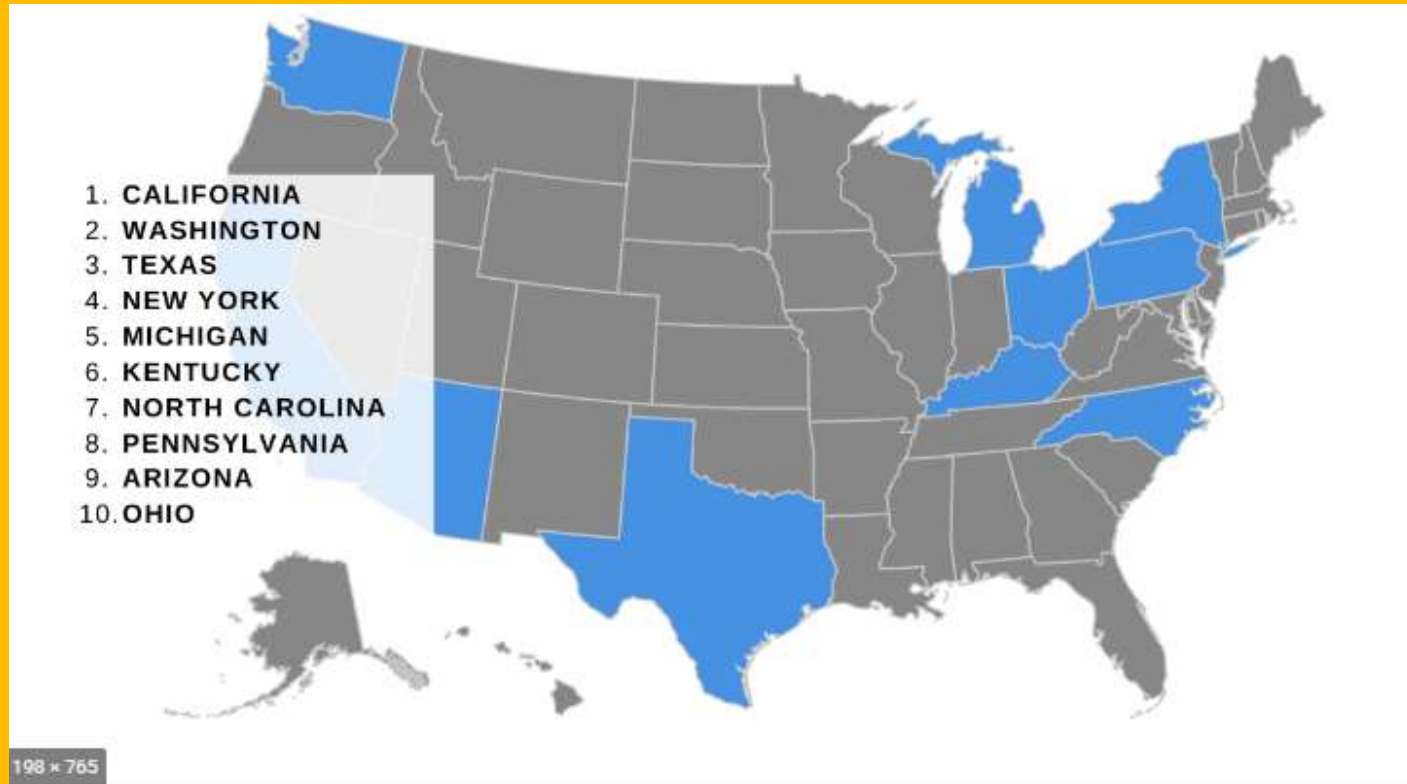 1. CALIFORNIA
2. WASHINGTON
3. TEXAS
4. NEW YORK
5. MICHIGAN
6. KENTUCKY
7. NORTH CAROLINA
8. PENNSYLVANIA
9. ARIZONA
10. OHIO
198 × 765